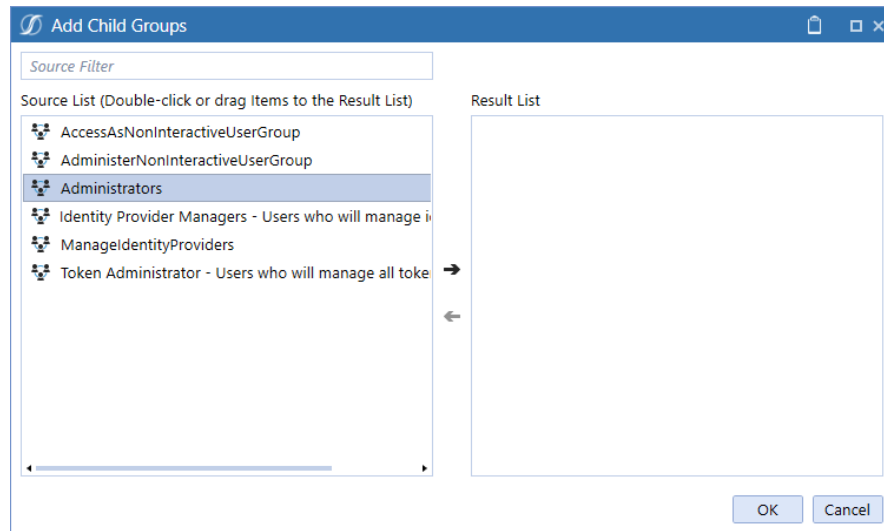 Add Child Groups
Source Filter
Source List (Double-click or drag Items to the Result List)
Result List
AccessAsNonInteractiveUserGroup
AdministerNonInteractiveUserGroup
Administrators
Identity Provider Managers - Users who will manage i
ManageIdentityProviders
Token Administrator - Users who will manage all toke
OK
Cancel